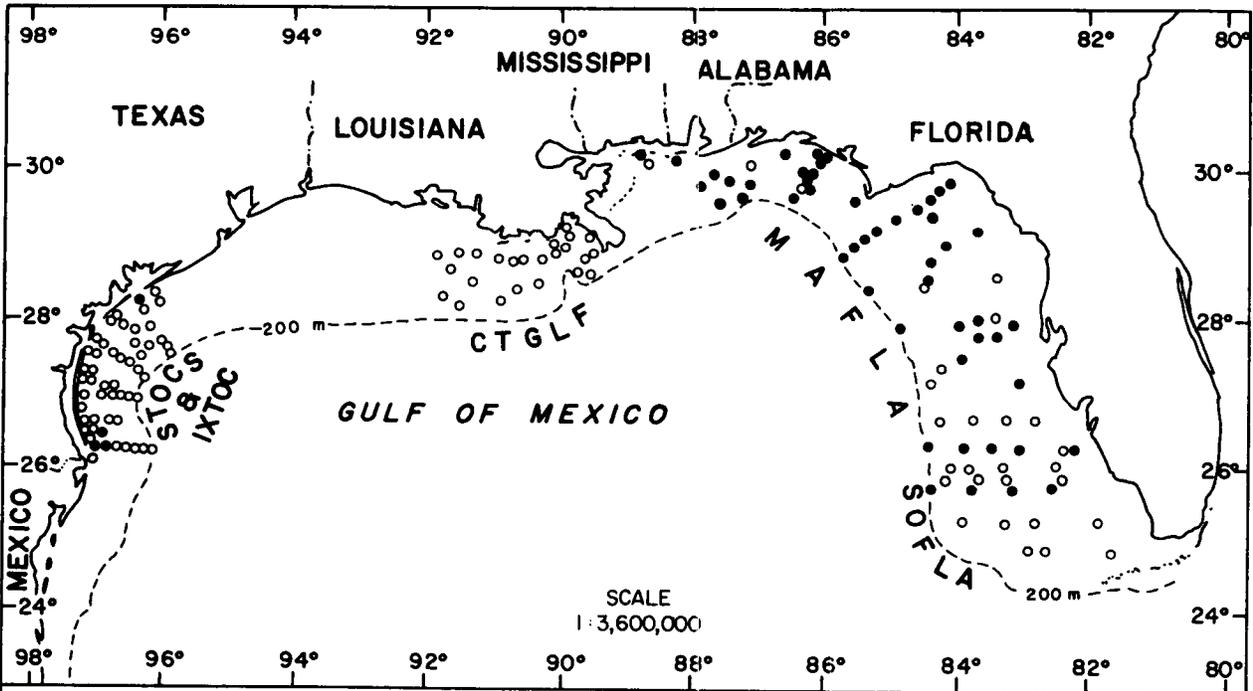 98° 96° 94° 92° 90° 88° 86° 84° 82° 80°
MISSISSIPPI
ALABAMA
TEXAS
LOUISIANA
FLORIDA
30°
30°
28°
28°
200 m
CTGLF
MAFLA
STOCS
&
IXTOC
GULF OF MEXICO
26°
26°
SOFLA
MEXICO
200 m
24°
24°
SCALE
1:3,600,000
98° 96° 94° 92° 90° 88° 86° 84° 82° 80°